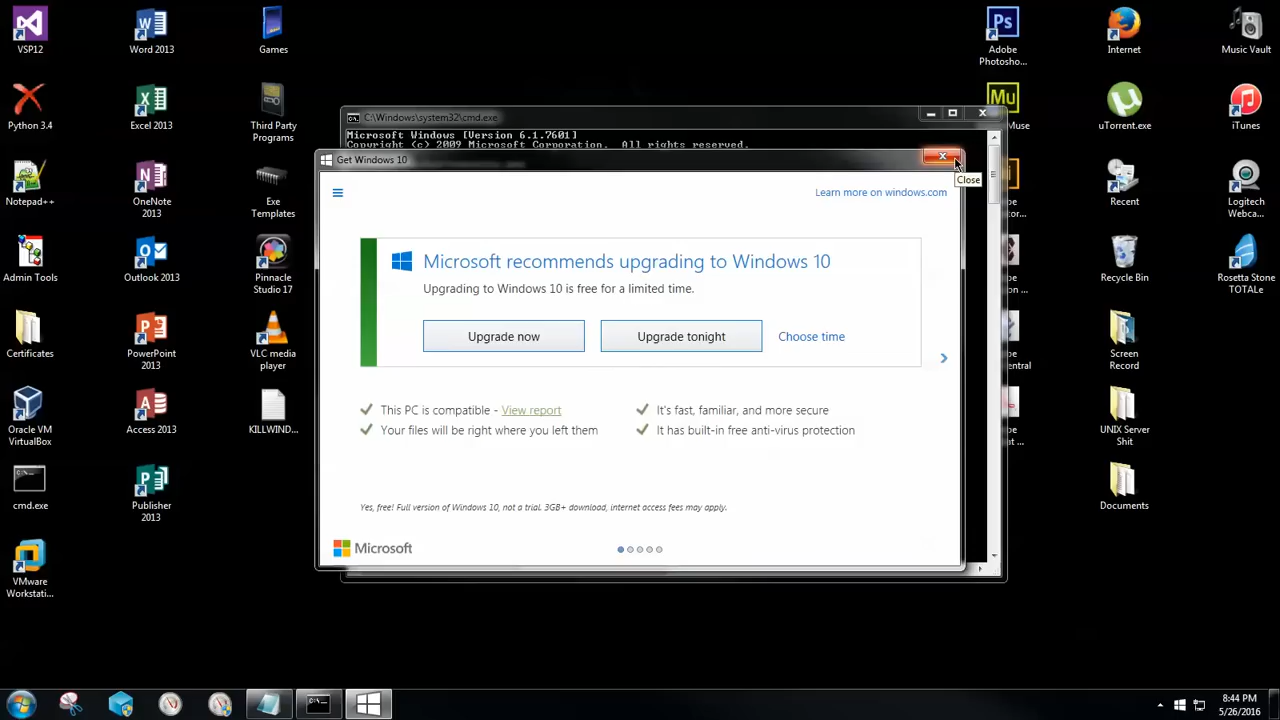 VSP12
Word 2013
Games
Adobe
Photosho...
Internet
Music Vault
Python 3.4
Excel 2013
Third Party
Programs
Muse
uTorrent.exe
iTunes
Notepad++
OneNote
2013
Exe
Templates
Recent
Logitech
Webca...
Admin Tools
Outlook 2013
Pinnacle
Studio 17
Recycle Bin
Rosetta Stone
TOTALe
Certificates
PowerPoint
2013
VLC media
player
Screen
Record
Oracle VM
VirtualBox
Access 2013
KILLWIND...
UNIX Server
Shit
cmd.exe
Publisher
2013
Documents
VMware
Workstati...
C:\Windows\system32\cmd.exe
Microsoft Windows [Version 6.1.7601]
Copyright (c) 2009 Microsoft Corporation. All rights reserved.
Get Windows 10
Close
Learn more on windows.com
Microsoft recommends upgrading to Windows 10
Upgrading to Windows 10 is free for a limited time.
Upgrade now
Upgrade tonight
Choose time
This PC is compatible - View report
It's fast, familiar, and more secure
Your files will be right where you left them
It has built-in free anti-virus protection
Yes, free! Full version of Windows 10, not a trial. 3GB+ download, internet access fees may apply.
Microsoft
8:44 PM
5/26/2016